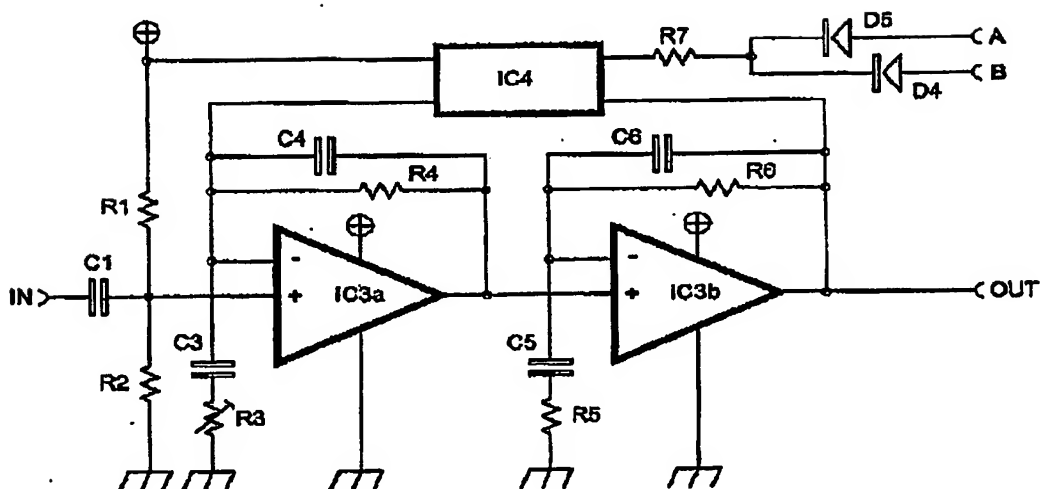 D5
A
R7
IC4
B
D4
C4
C6
R4
R6
R1
C1
-
-
IN
+
IC3a
+
IC3b
OUT
C3
C5
R2
R3
R5